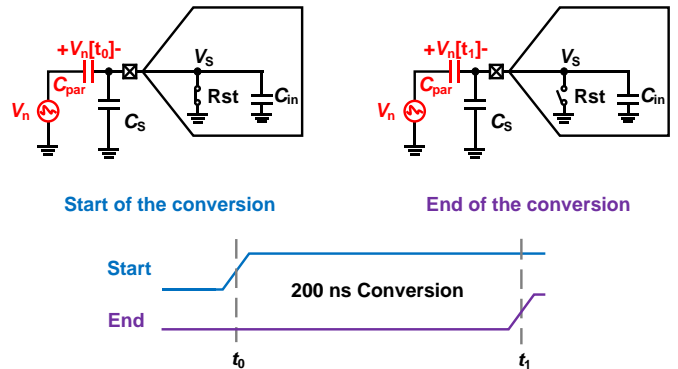 +Vn[t0]-
VS
Cpar
Rst
Cin
Vn
CS
+Vn[t1]-
VS
Cpar
Rst
Cin
Vn
CS
Start of the conversion
End of the conversion
Start
200 ns Conversion
End
t0
t1